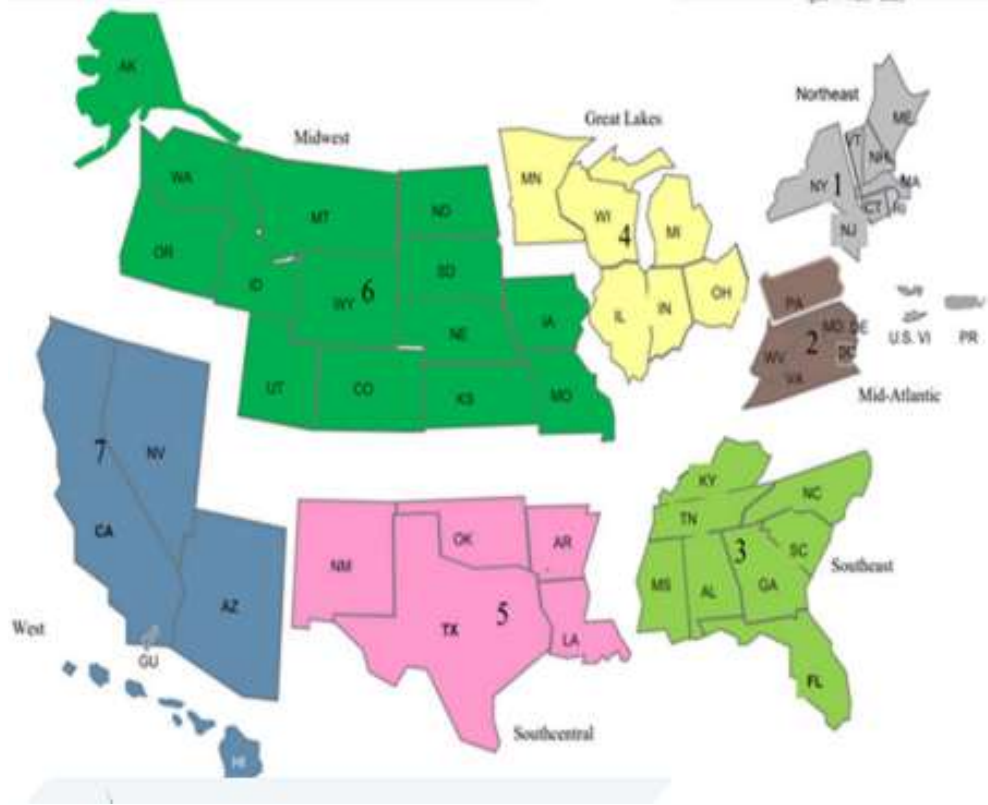 AK
Midwest
WA
MT
ND
OR
ID
SD
WY
6
NE
IA
UT
CO
KS
MO
Great Lakes
MN
WI
4
MI
IL
IN
OH
Northeast
ME
VT
NH
NY
1
MA
CT
RI
NJ
PA
MD
DE
2
DC
WV
VA
Mid-Atlantic
U.S. VI
PR
7
NV
CA
AZ
West
GU
HI
NM
OK
AR
TX
5
LA
Southcentral
KY
NC
TN
3
SC
MS
AL
GA
Southeast
FL